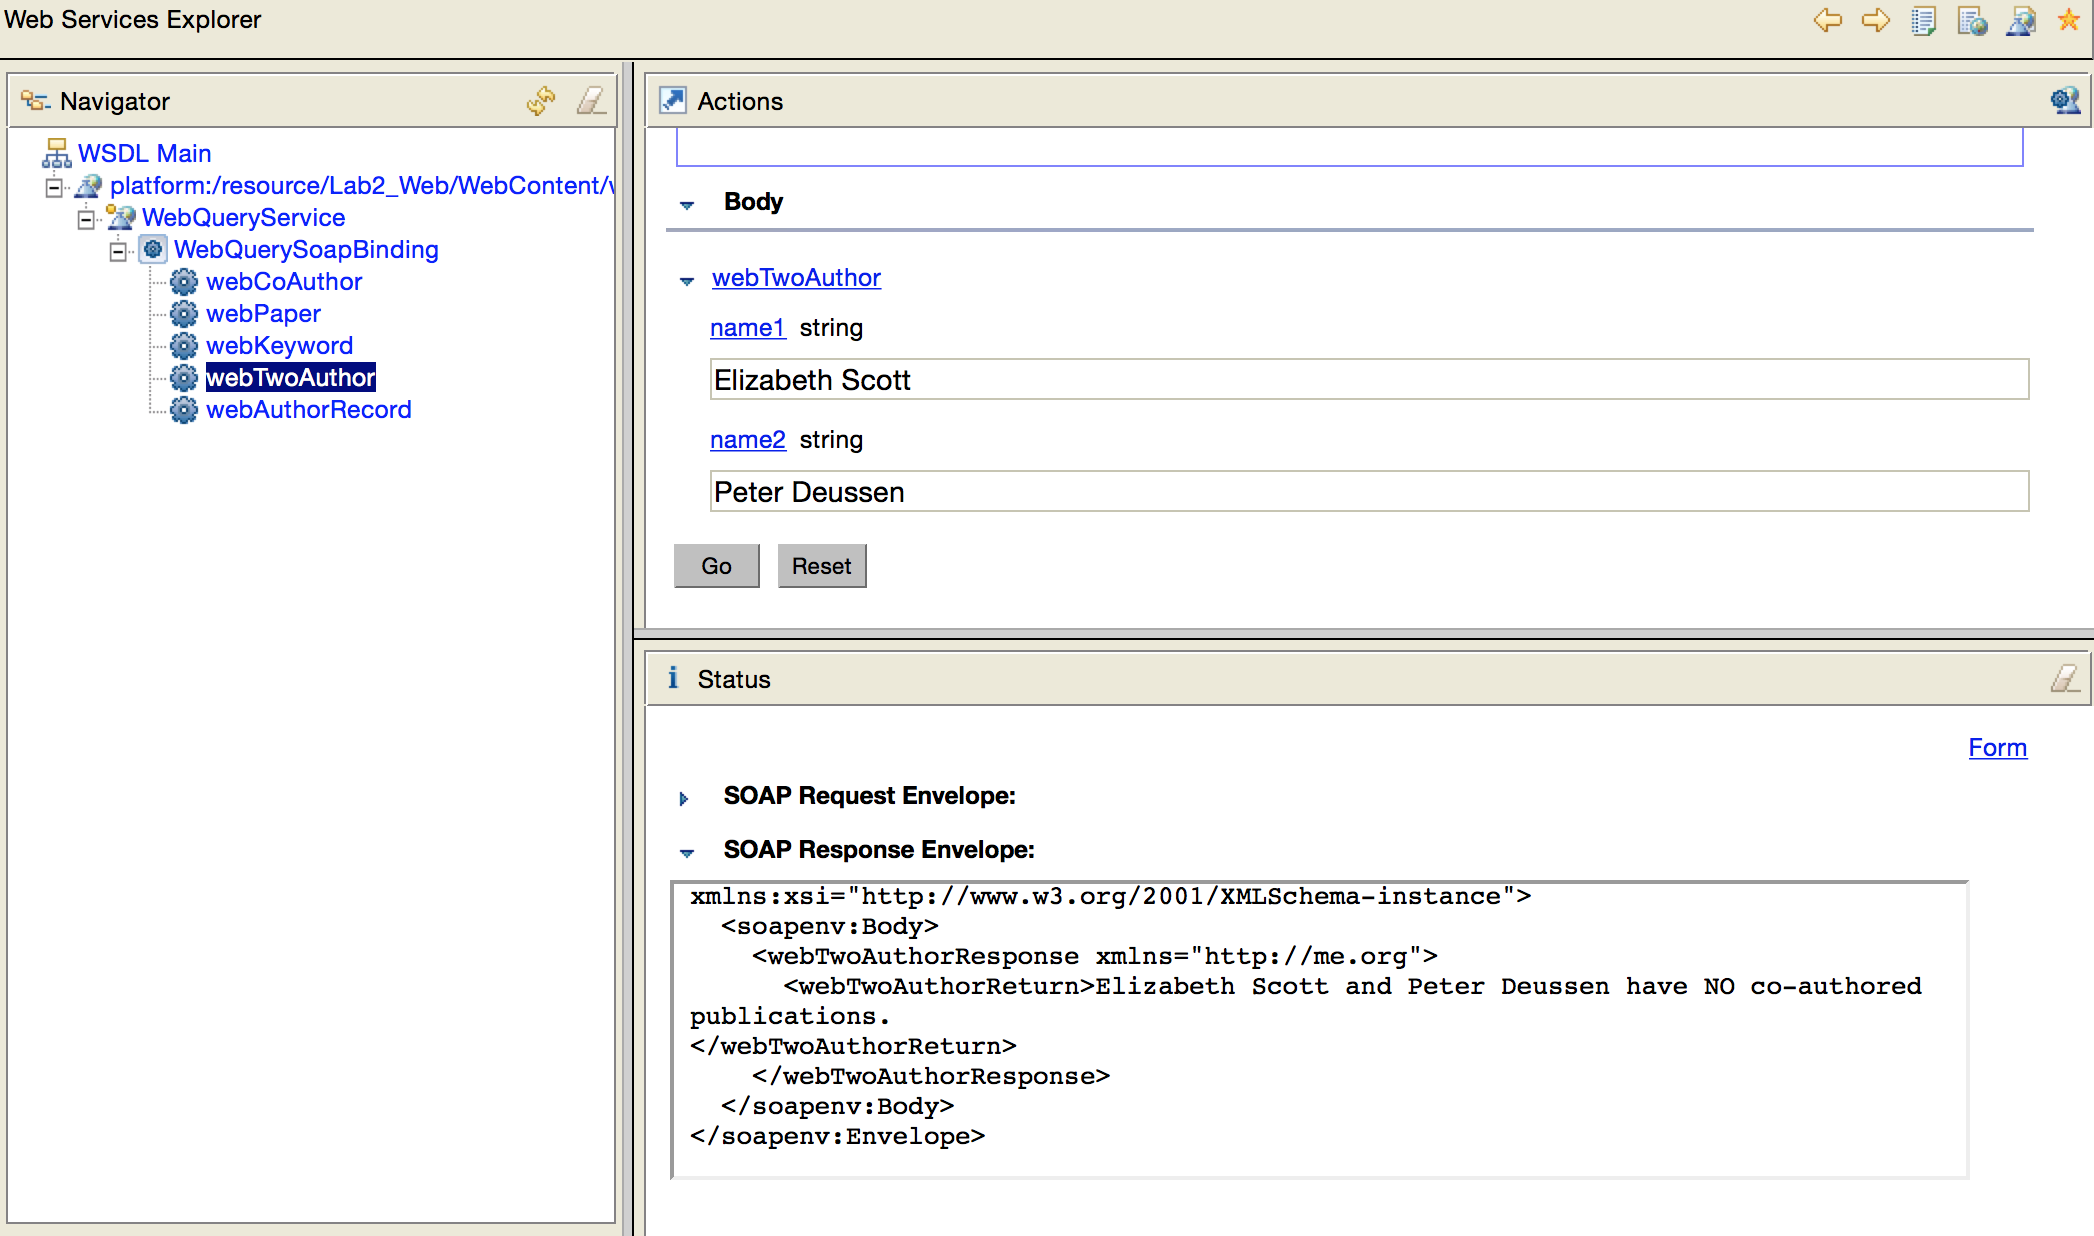 Web Services Explorer
Navigator
WSDL Main
platform:/resource/Lab2_Web/WebContent/
WebQueryService
WebQuerySoapBinding
webCoAuthor
webPaper
webKeyword
webTwoAuthor
webAuthorRecord
Actions
Body
webTwoAuthor
name1 string
Elizabeth Scott
name2 string
Peter Deussen
Go Reset
i Status
Form
SOAP Request Envelope:
SOAP Response Envelope:
xmlns:xsi="http://www.w3.org/2001/XMLSchema-instance">
<soapenv:Body>
<webTwoAuthorResponse xmlns="http://me.org">
<webTwoAuthorReturn>Elizabeth Scott and Peter Deussen have NO co-authored
publications.
</webTwoAuthorReturn>
</webTwoAuthorResponse>
</soapenv:Body>
</soapenv:Envelope>